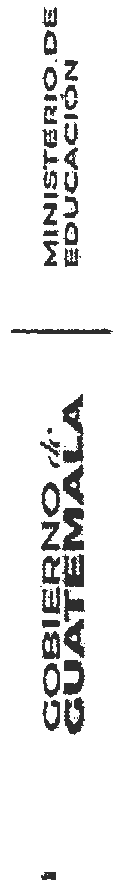 GOBIERNO de
GUATEMALA
MINISTERIO DE
EDUCACIÓN